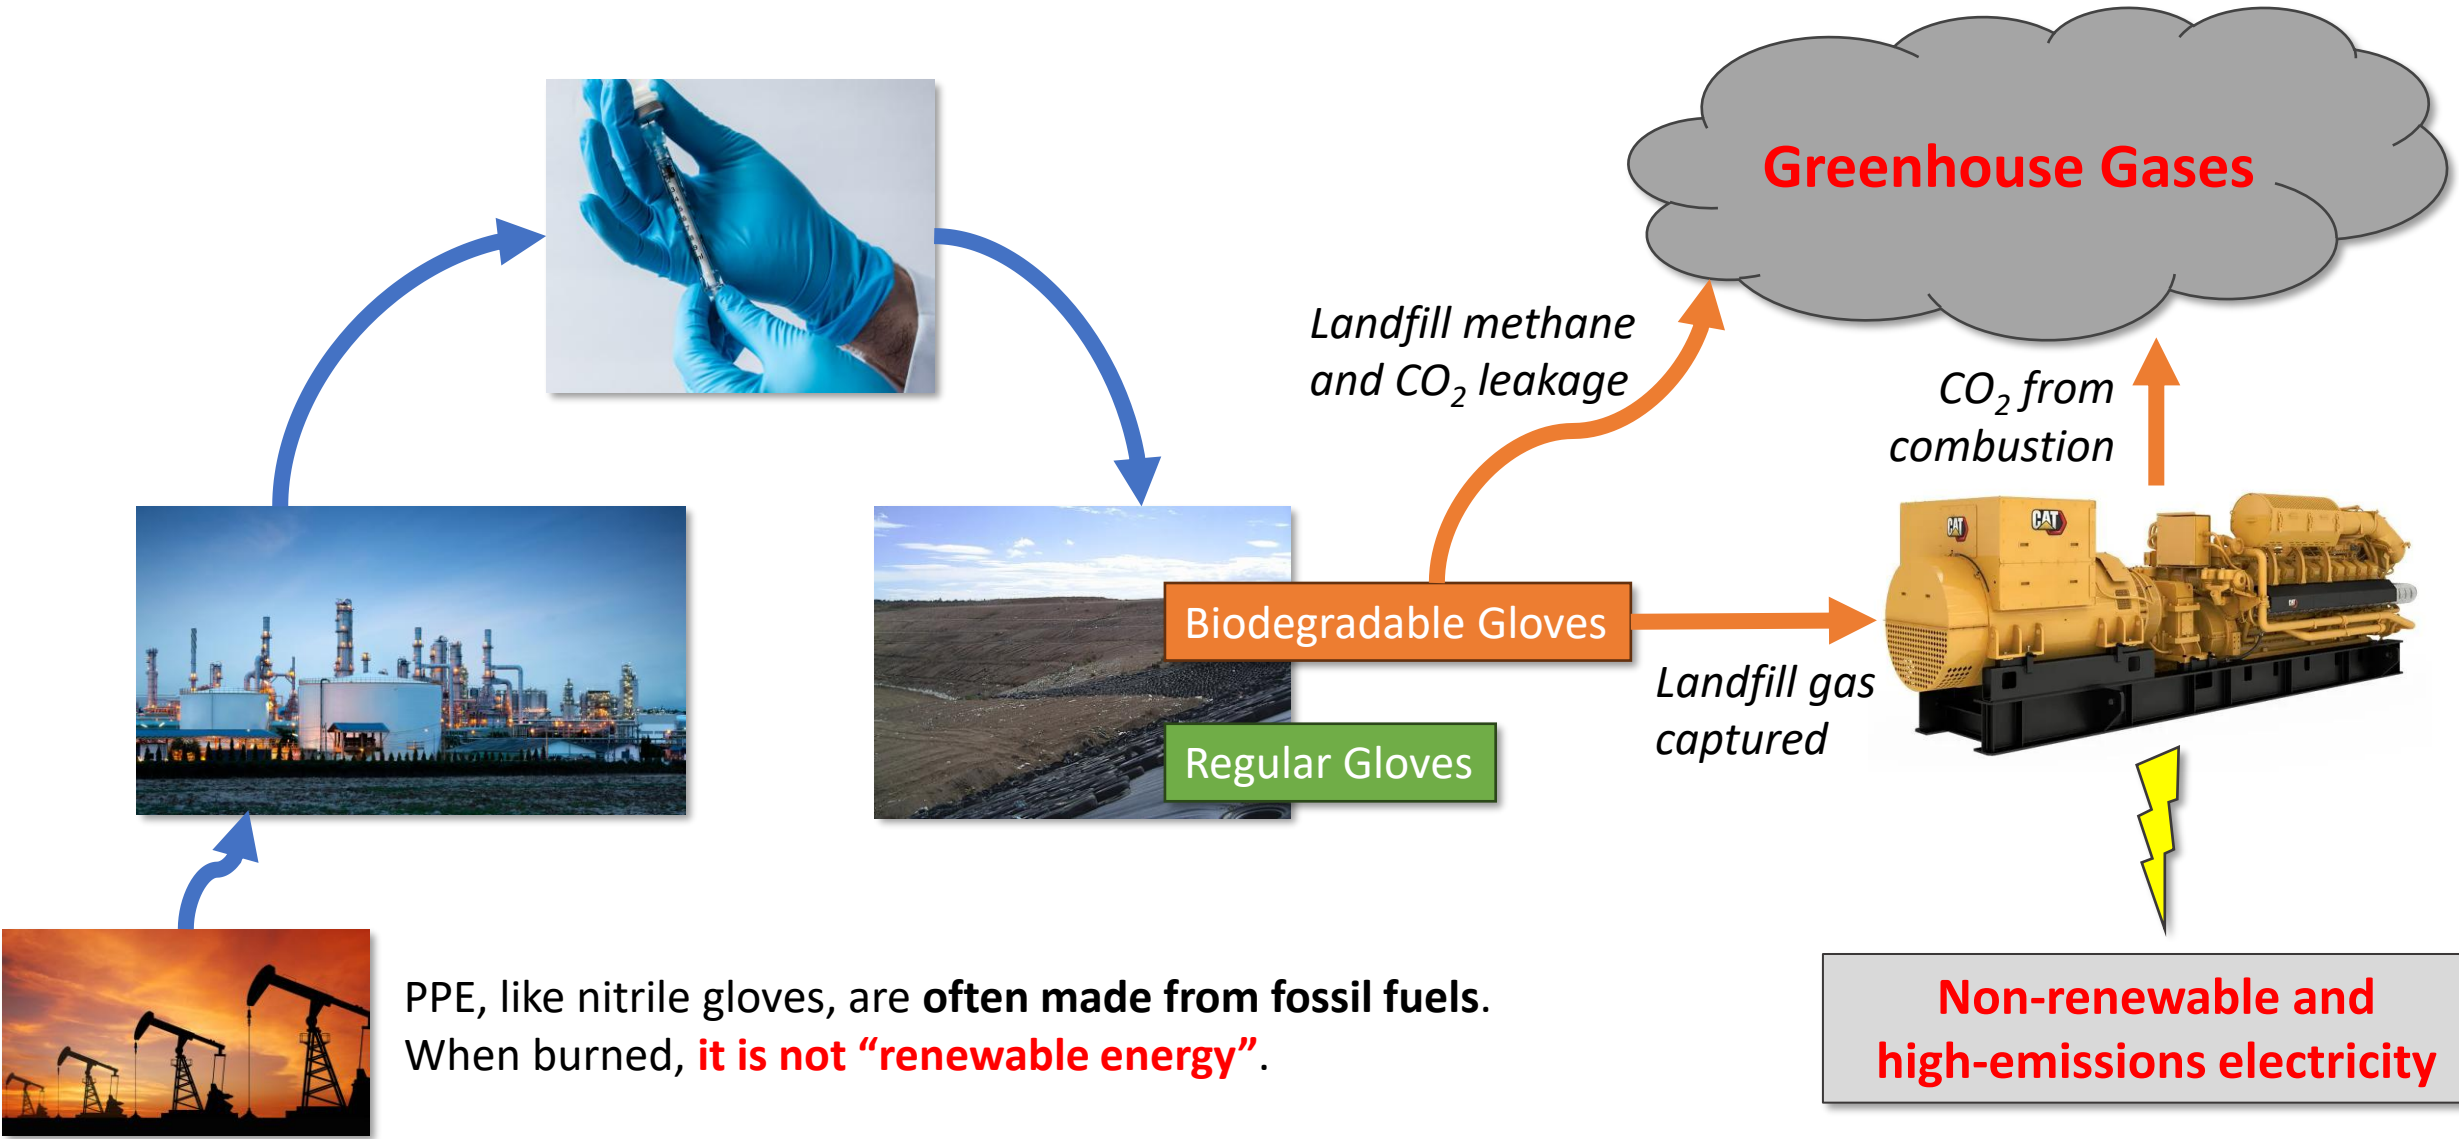 Greenhouse Gases
Landfill methane
and CO₂ leakage
CO₂ from
combustion
CAT
CAT
Biodegradable Gloves
Landfill gas
captured
Regular Gloves
PPE, like nitrile gloves, are often made from fossil fuels.
When burned, it is not “renewable energy”.
Non-renewable and
high-emissions electricity